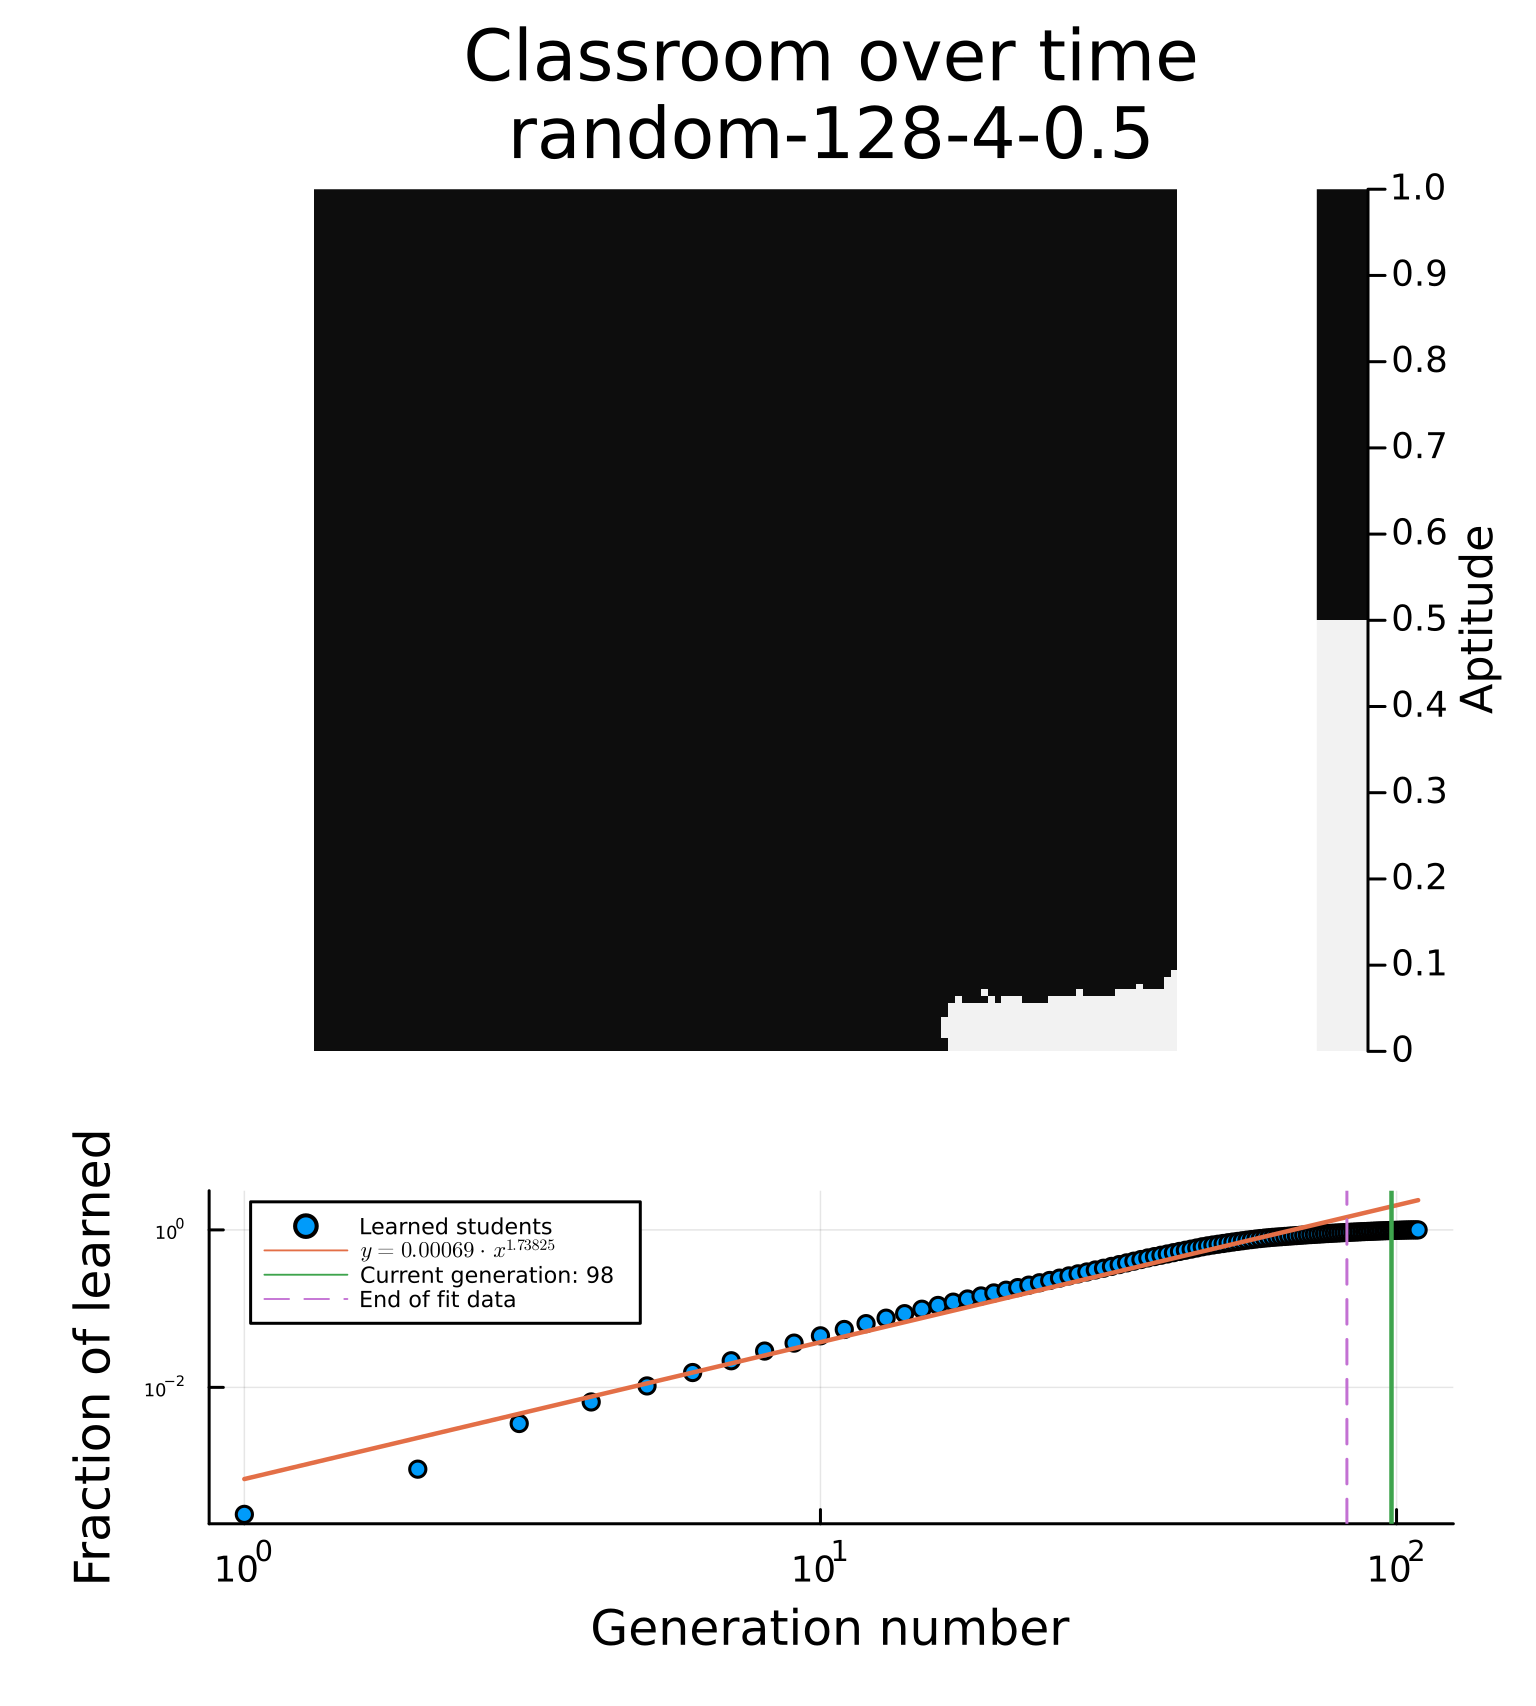 Classroom over time
random-128-4-0.5
1.0
0.9
0.8
0.7
0.6
0.5
0.4
0.3
0.2
0.1
0
Aptitude
Fraction of learned
10^0
10^-2
Learned students
y = 0.00069 · x^1.73825
Current generation: 98
End of fit data
10^0
10^1
10^2
Generation number